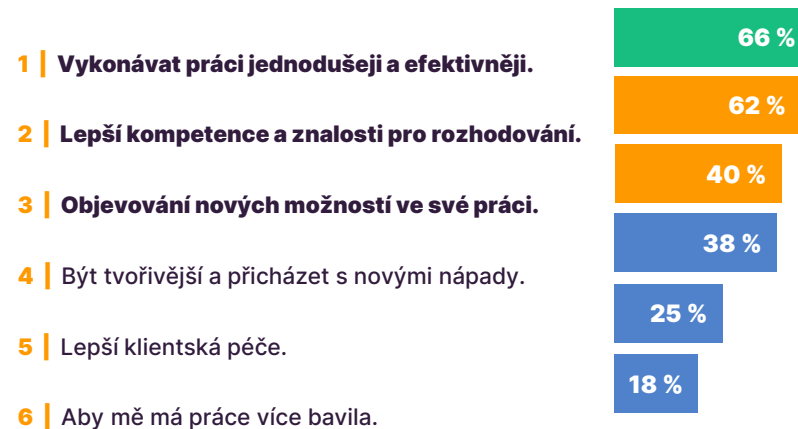 66 %
1 | Vykonávat práci jednodušeji a efektivněji.
62 %
2 | Lepší kompetence a znalosti pro rozhodování.
40 %
3 | Objevování nových možností ve své práci.
38 %
4 | Být tvořivější a přicházet s novými nápady.
25 %
5 | Lepší klientská péče.
18 %
6 | Aby mě má práce více bavila.